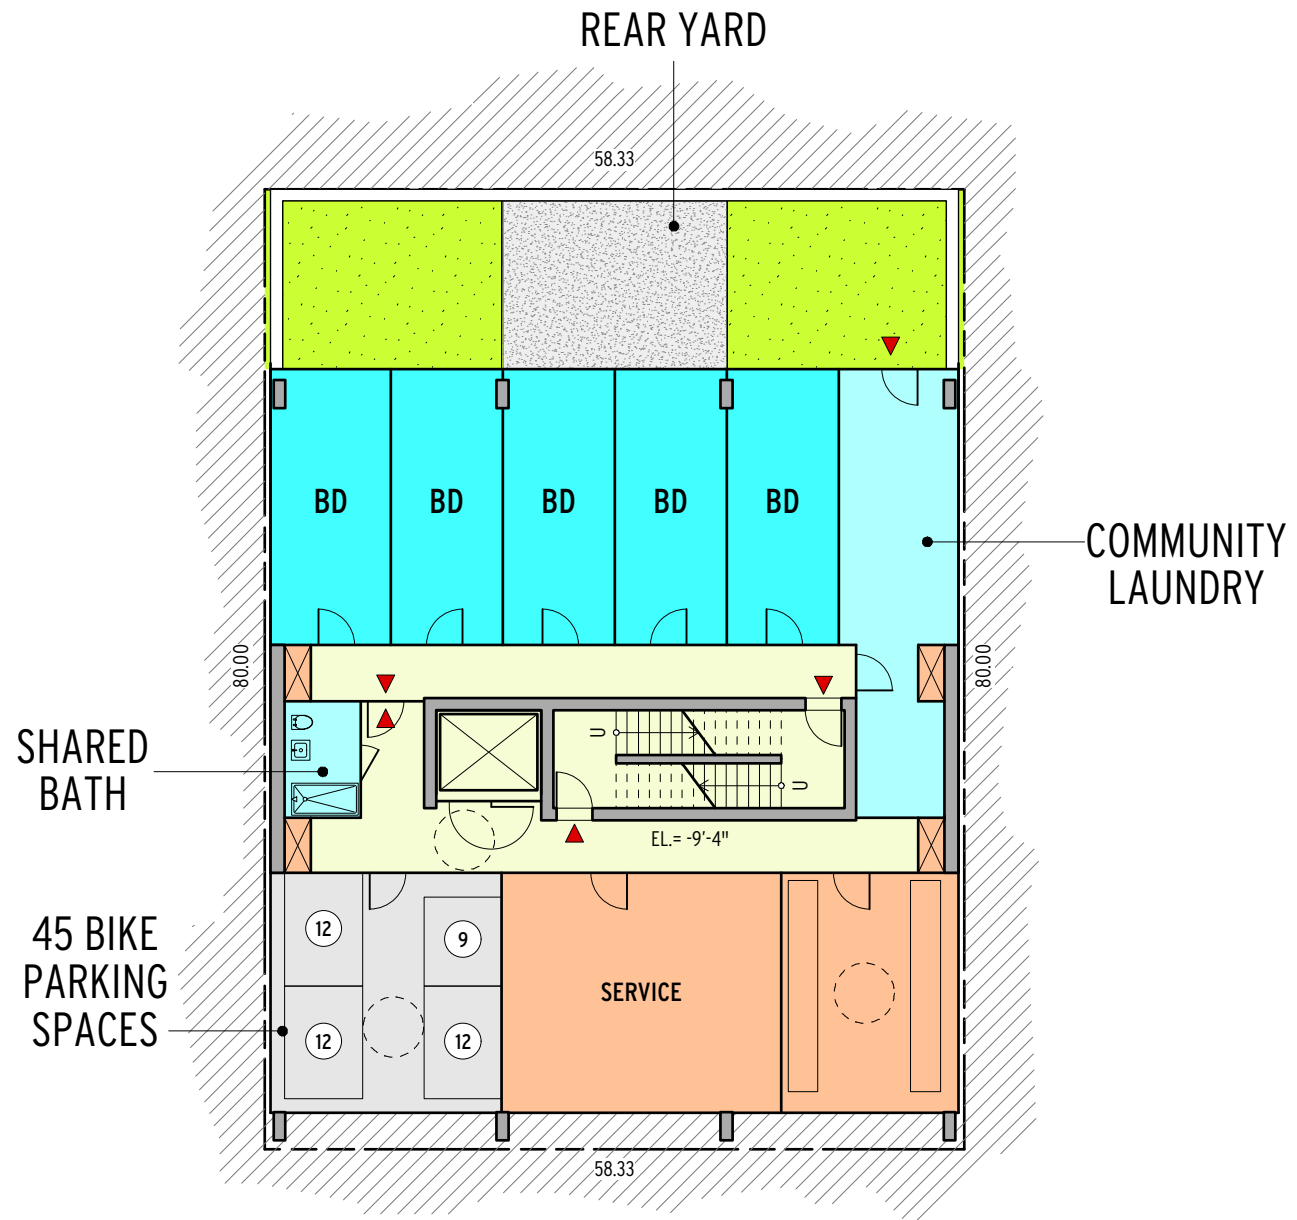 REAR YARD
58.33
BD
BD
BD
BD
BD
COMMUNITY
LAUNDRY
80.00
80.00
SHARED
BATH
U
U
EL.= -9'-4"
45 BIKE
PARKING
SPACES
12
9
12
12
SERVICE
58.33